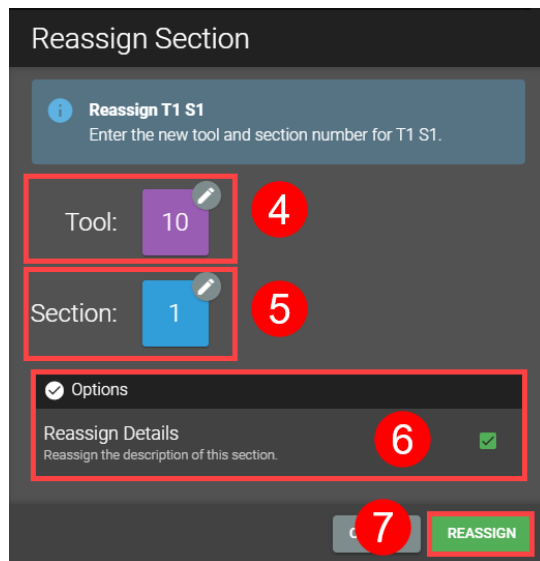 Reassign Section
Reassign T1 S1
Enter the new tool and section number for T1 S1.
Tool: 10
4
Section: 1
5
Options
Reassign Details
Reassign the description of this section.
6
7
REASSIGN